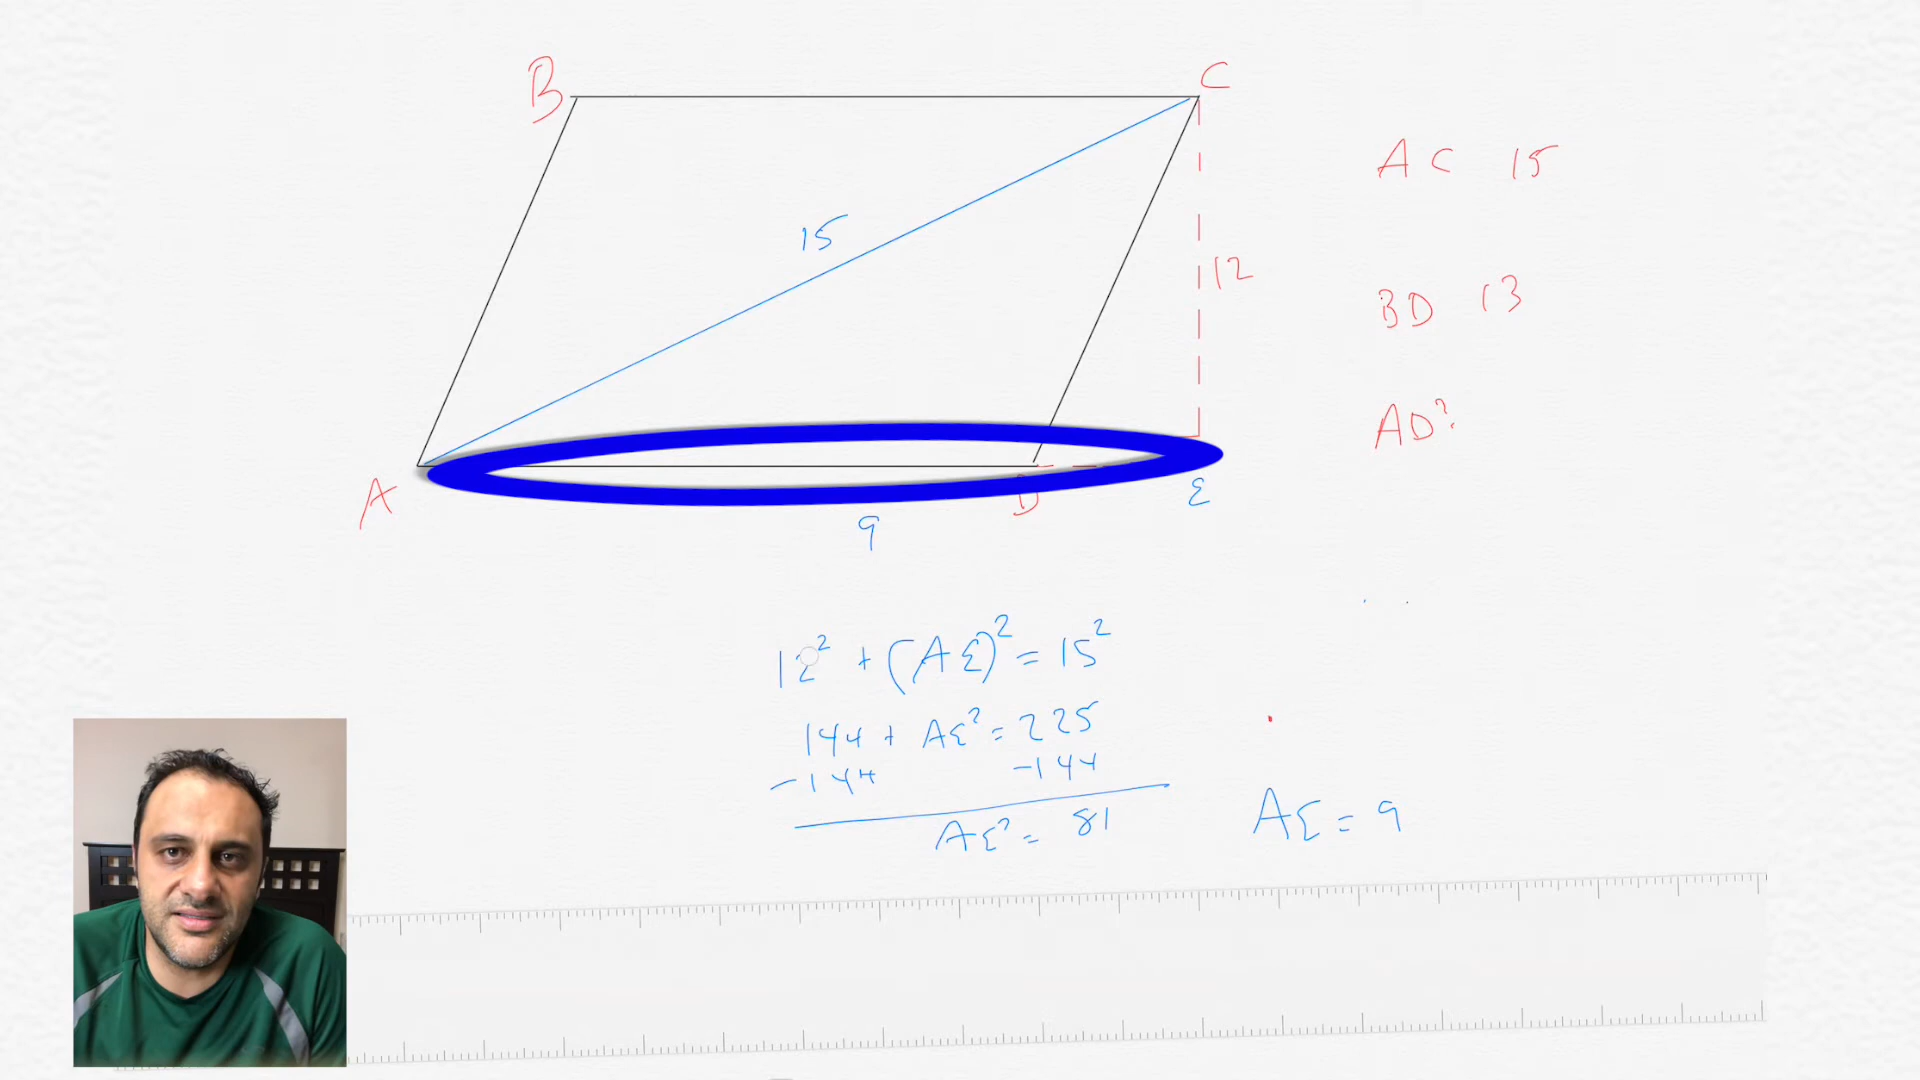 B
C
A C 15
15
12
BD 13
AD?
A
D
E
9
12² + (AE)² = 15²
144 + AE² = 225
-144 -144
AE² = 81
AE = 9